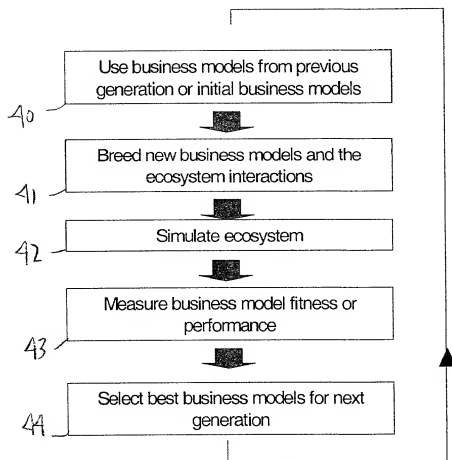 Use business models from previous
generation or initial business models
40
Breed new business models and the
ecosystem interactions
41
Simulate ecosystem
42
Measure business model fitness or
performance
43
Select best business models for next
generation
44